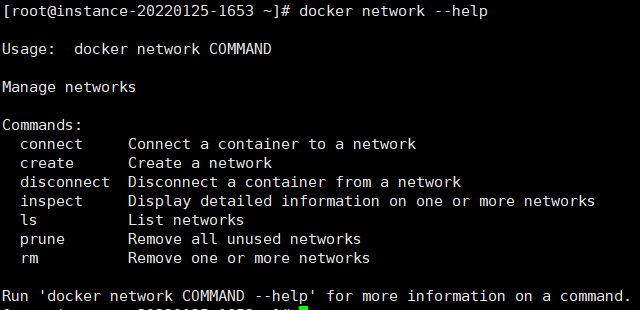 [root@instance-20220125-1653 ~]# docker network --help
Usage:  docker network COMMAND
Manage networks
Commands:
  connect     Connect a container to a network
  create      Create a network
  disconnect  Disconnect a container from a network
  inspect     Display detailed information on one or more networks
  ls          List networks
  prune       Remove all unused networks
  rm          Remove one or more networks
Run 'docker network COMMAND --help' for more information on a command.